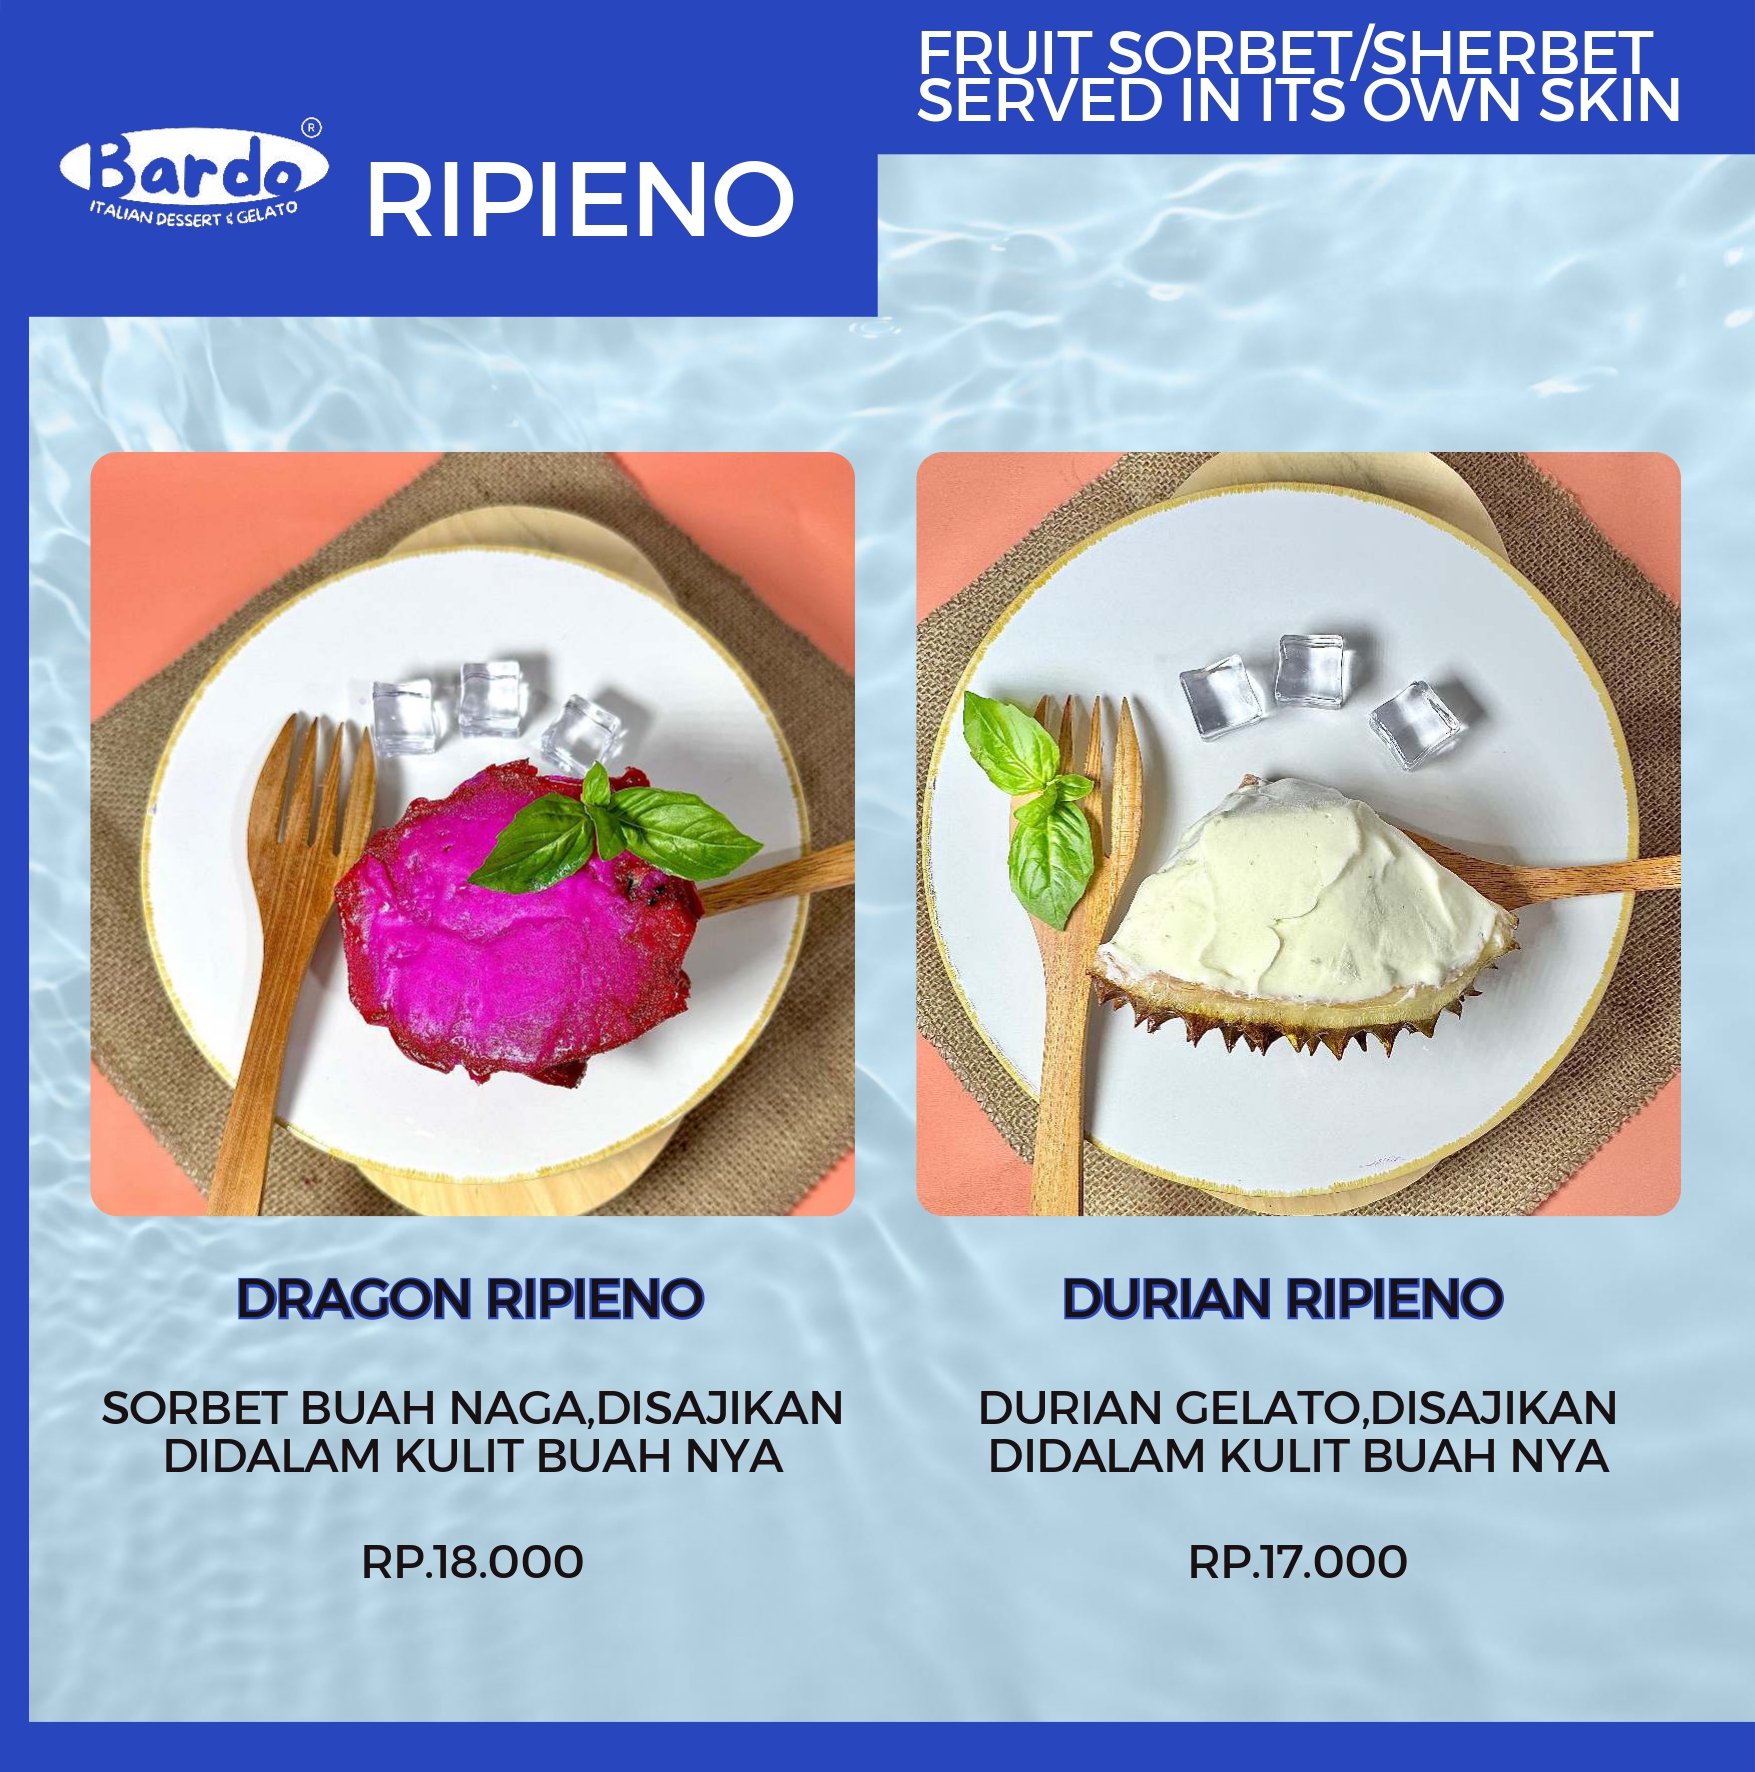 FRUIT SORBET/SHERBET
SERVED IN ITS OWN SKIN
Bardo®
ITALIAN DESSERT & GELATO
RIPIENO
DRAGON RIPIENO
SORBET BUAH NAGA,DISAJIKAN
DIDALAM KULIT BUAH NYA
RP.18.000
DURIAN RIPIENO
DURIAN GELATO,DISAJIKAN
DIDALAM KULIT BUAH NYA
RP.17.000